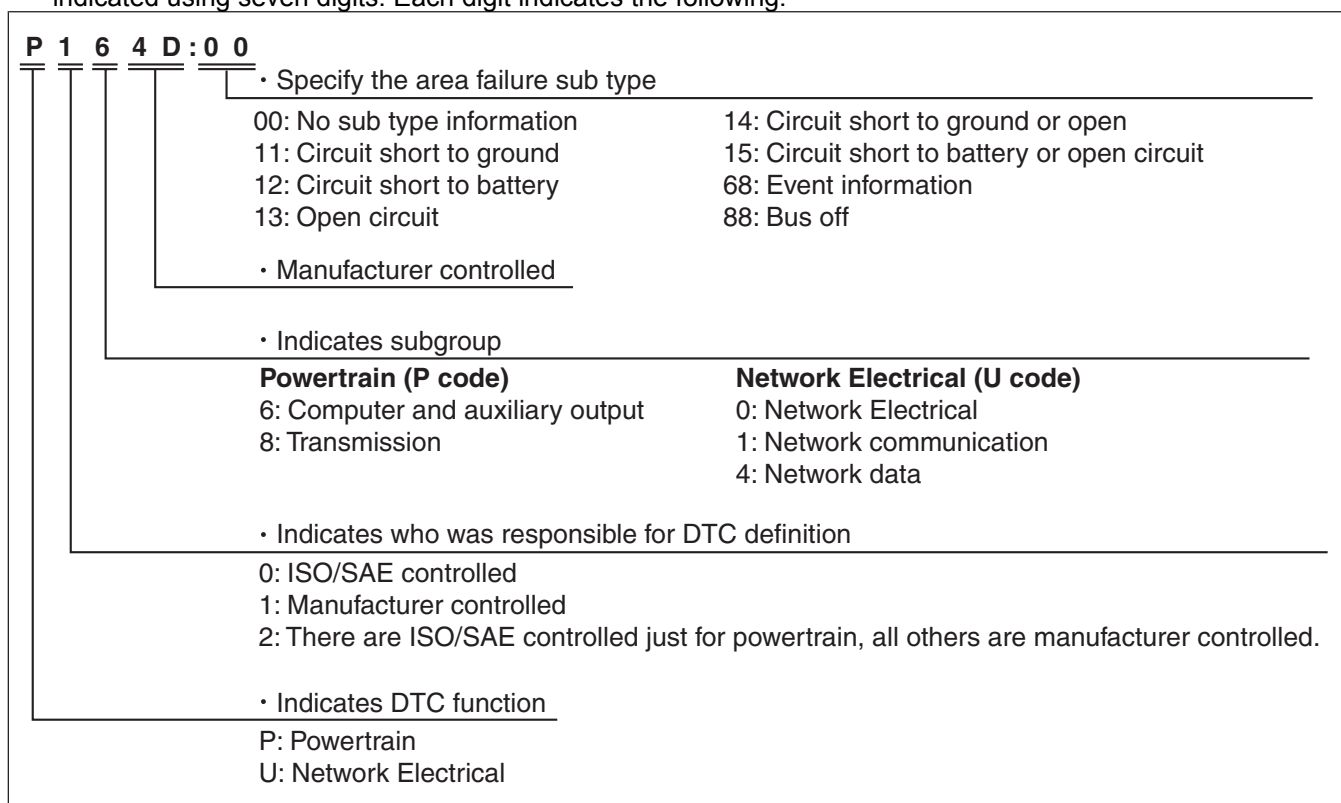 indicated using seven digits. Each digit indicates the following:
P 1 6 4 D : 0 0
・Specify the area failure sub type
00: No sub type information 14: Circuit short to ground or open
11: Circuit short to ground 15: Circuit short to battery or open circuit
12: Circuit short to battery 68: Event information
13: Open circuit 88: Bus off
・Manufacturer controlled
・Indicates subgroup
Powertrain (P code) Network Electrical (U code)
6: Computer and auxiliary output 0: Network Electrical
8: Transmission 1: Network communication
4: Network data
・Indicates who was responsible for DTC definition
0: ISO/SAE controlled
1: Manufacturer controlled
2: There are ISO/SAE controlled just for powertrain, all others are manufacturer controlled.
・Indicates DTC function
P: Powertrain
U: Network Electrical